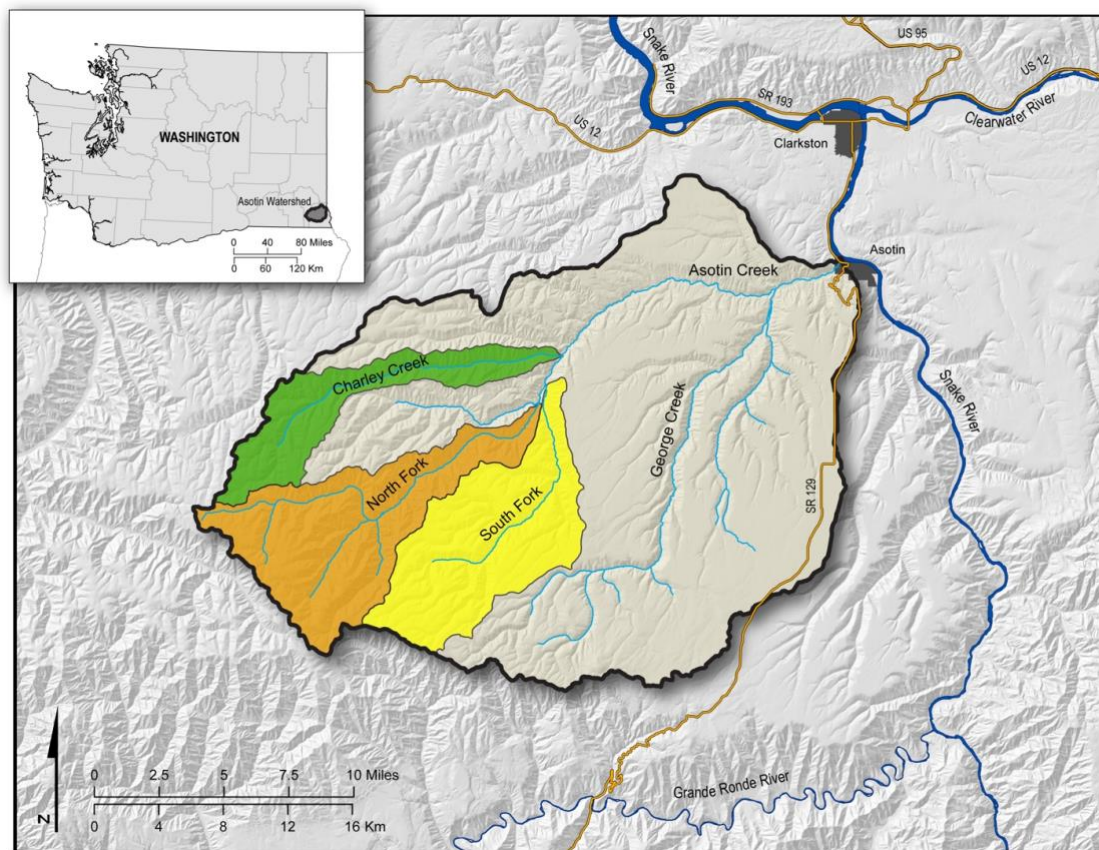 WASHINGTON
Asotin Watershed
0 40 80 Miles
0 60 120 Km
Snake River
US 95
US 12
SR 193
US 12
Clearwater River
Clarkston
Asotin
Asotin Creek
Charley Creek
George Creek
Snake River
North Fork
South Fork
SR 129
Grande Ronde River
0 2.5 5 7.5 10 Miles
0 4 8 12 16 Km
N